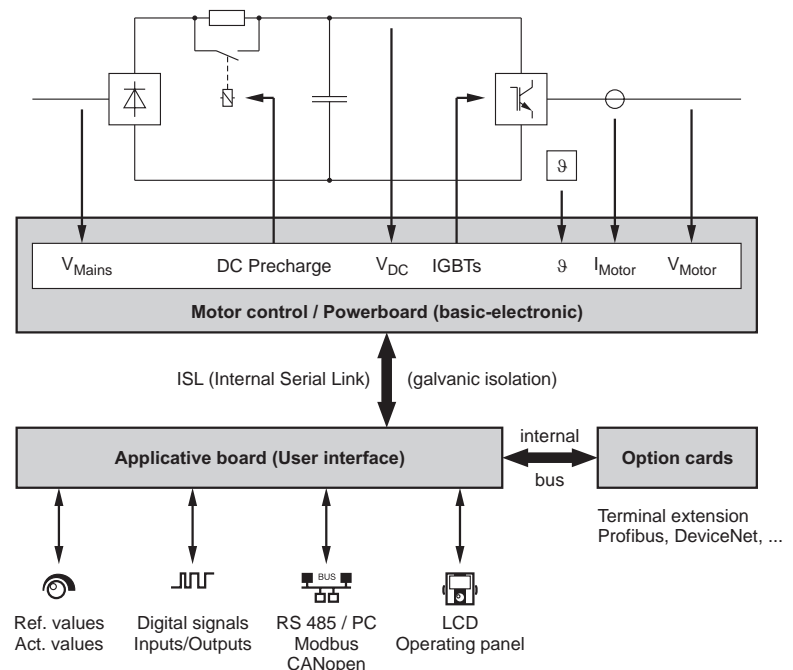 ϑ
V_Mains DC Precharge V_DC IGBTs ϑ I_Motor V_Motor
Motor control / Powerboard (basic-electronic)
ISL (Internal Serial Link) (galvanic isolation)
Applicative board (User interface)
internal
bus
Option cards
Terminal extension
Profibus, DeviceNet, ...
BUS
Ref. values
Act. values
Digital signals
Inputs/Outputs
RS 485 / PC
Modbus
CANopen
LCD
Operating panel